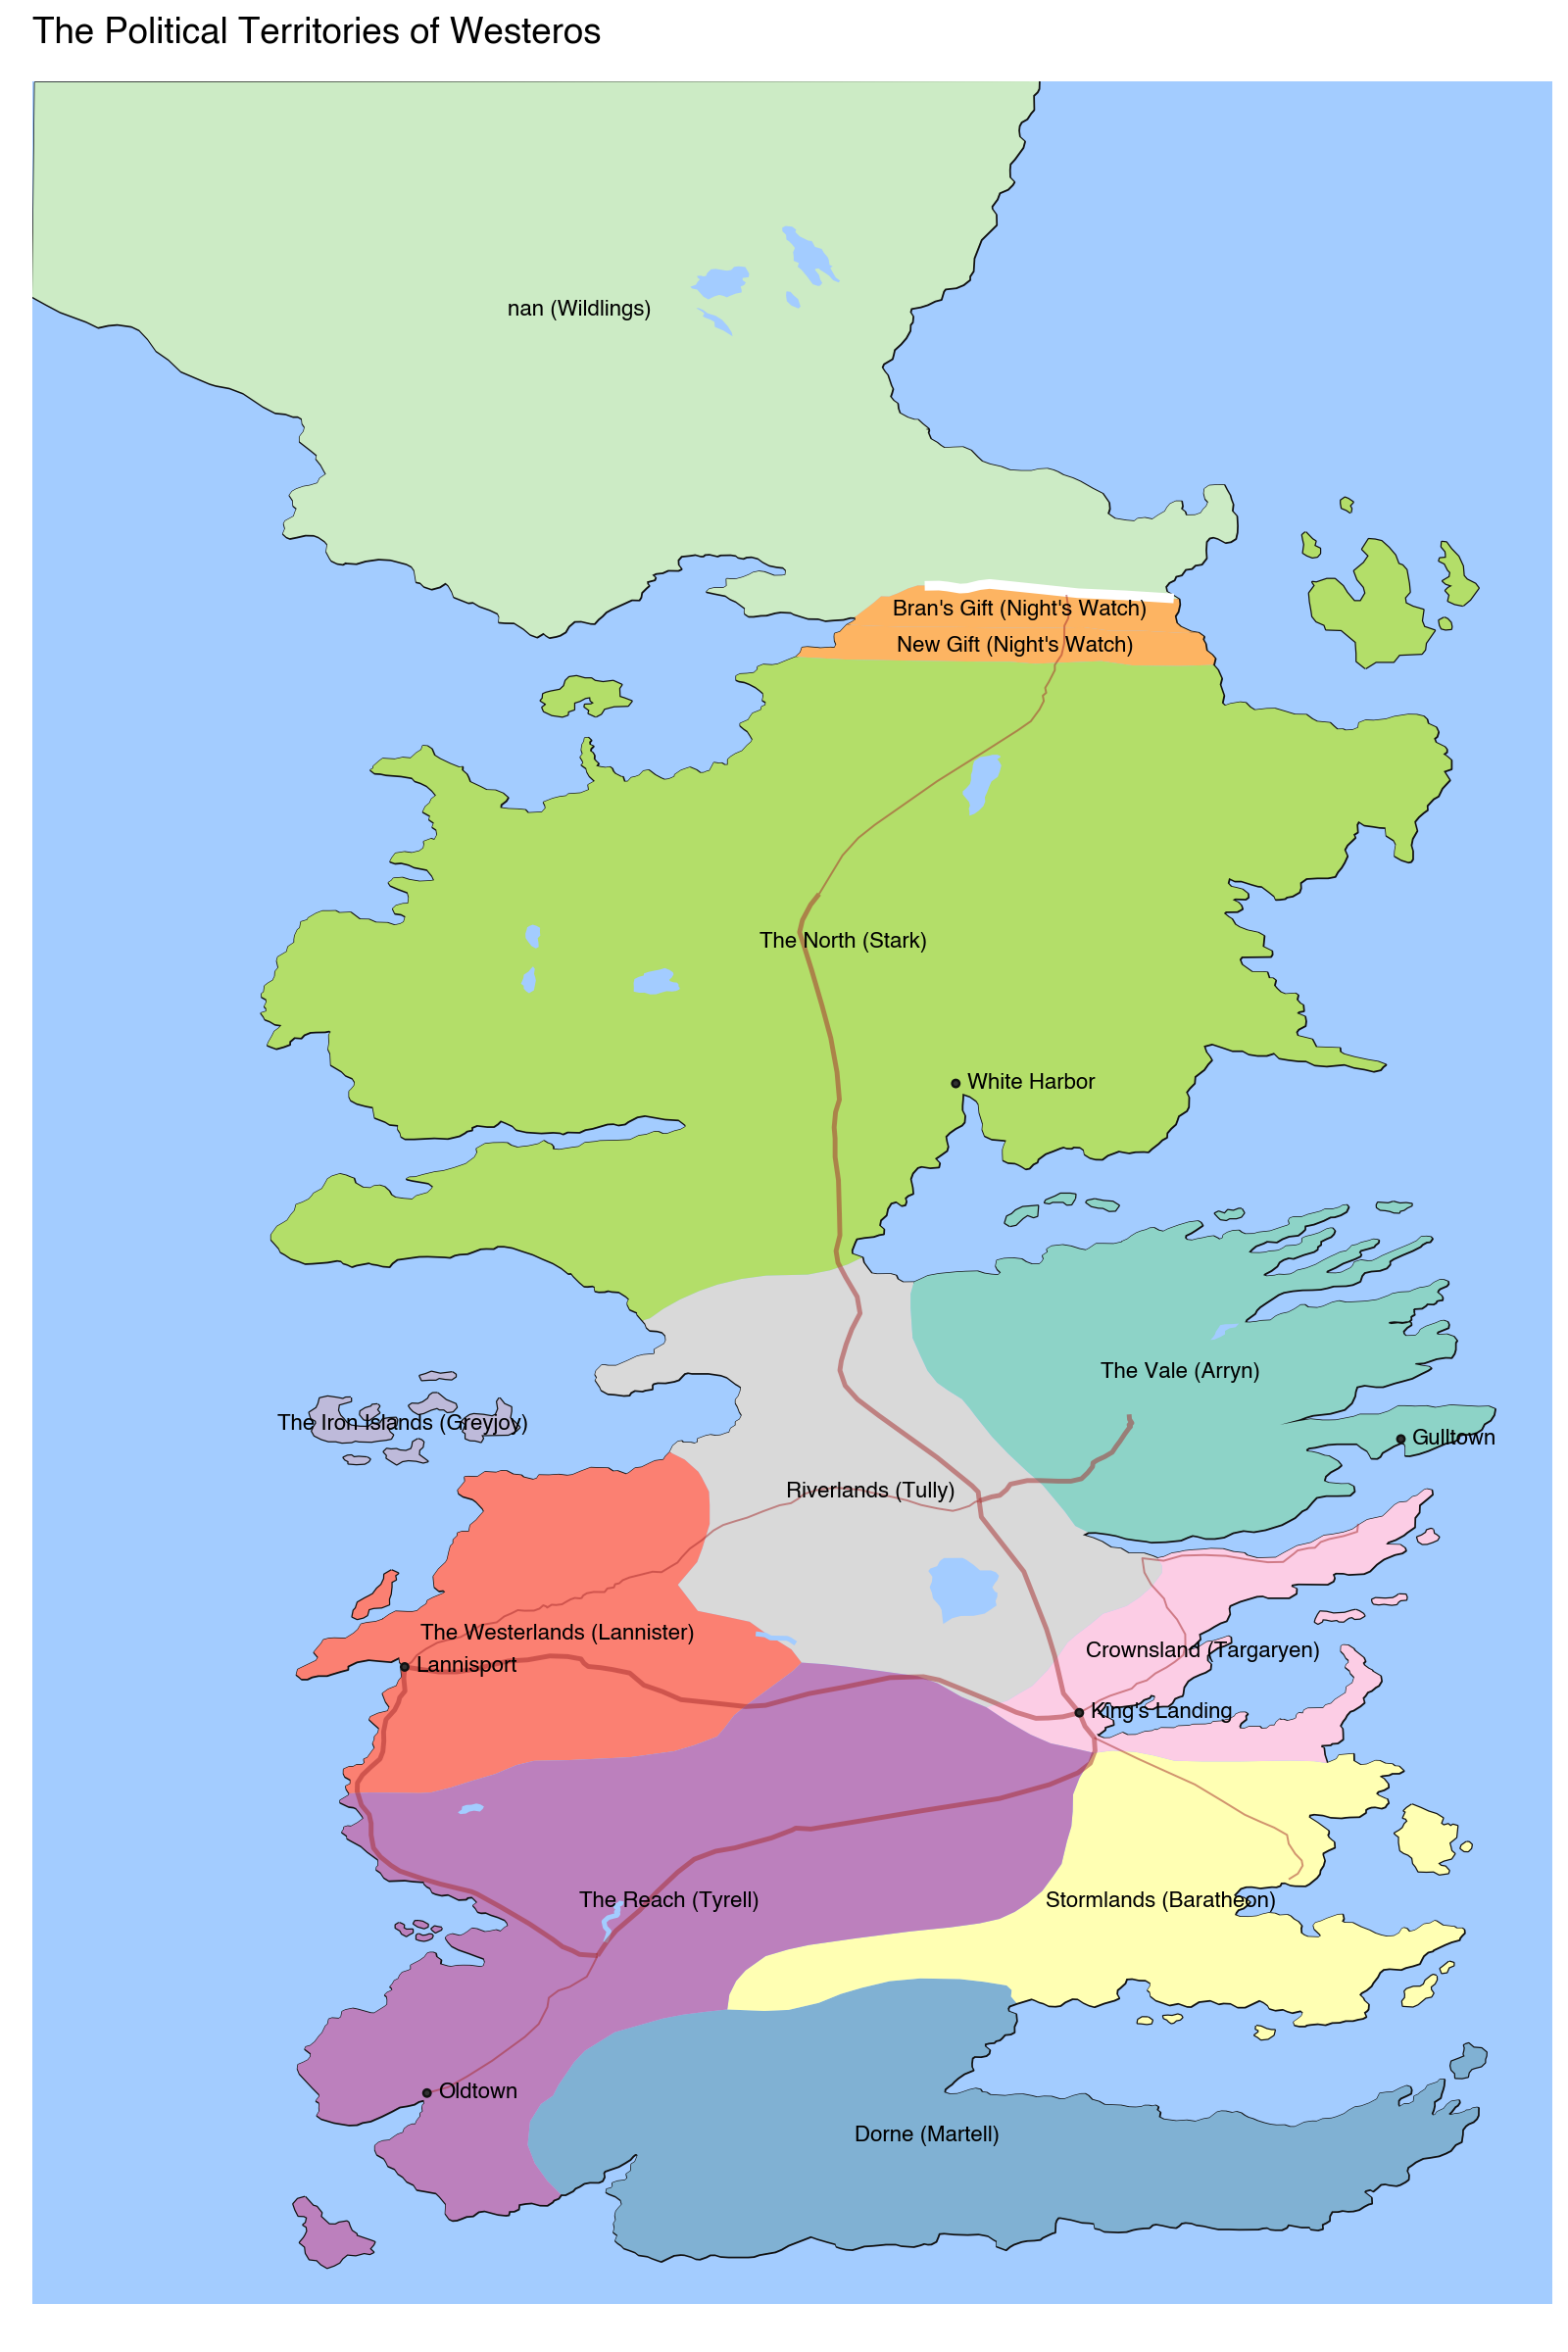 The Political Territories of Westeros
nan (Wildlings)
Bran's Gift (Night's Watch)
New Gift (Night's Watch)
The North (Stark)
White Harbor
The Vale (Arryn)
The Iron Islands (Greyjoy)
Gulltown
Riverlands (Tully)
The Westerlands (Lannister)
Crownsland (Targaryen)
Lannisport
King's Landing
The Reach (Tyrell)
Stormlands (Baratheon)
Oldtown
Dorne (Martell)